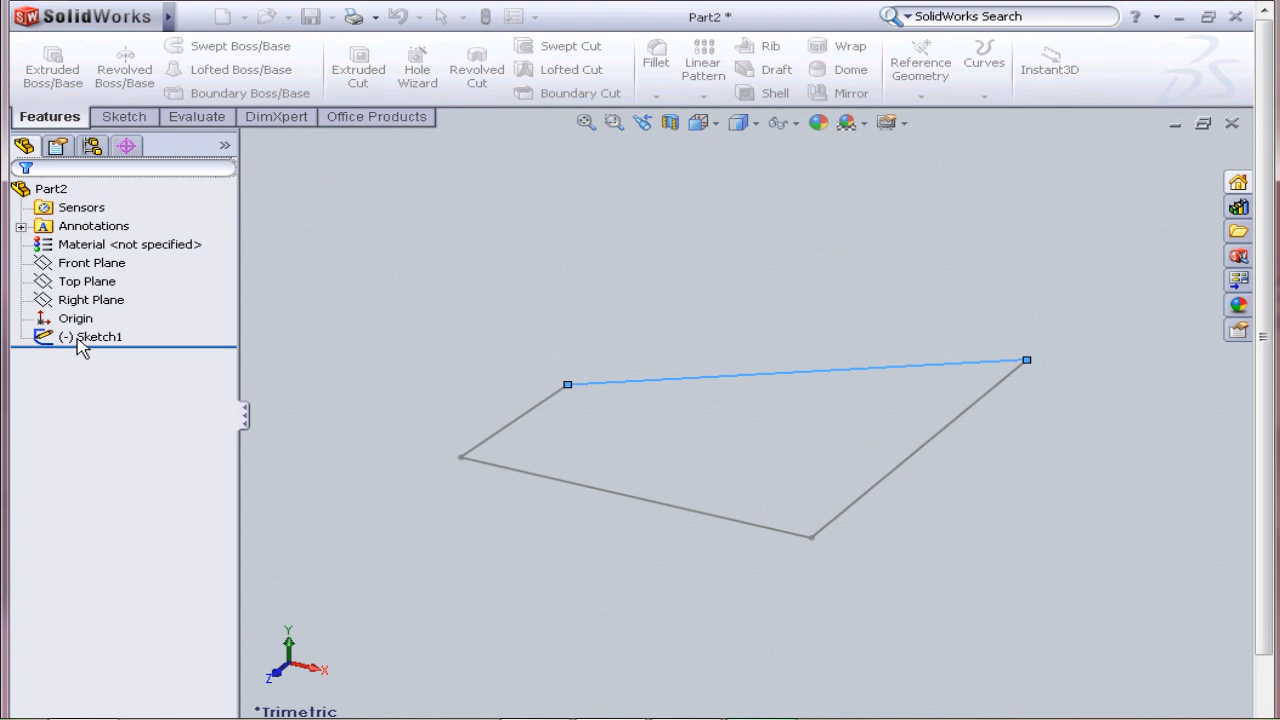 SolidWorks
Part2 *
SolidWorks Search
?
Extruded Boss/Base
Revolved Boss/Base
Swept Boss/Base
Lofted Boss/Base
Boundary Boss/Base
Extruded Cut
Hole Wizard
Revolved Cut
Swept Cut
Lofted Cut
Boundary Cut
Fillet
Linear Pattern
Rib
Draft
Shell
Wrap
Dome
Mirror
Reference Geometry
Curves
Instant3D
Features
Sketch
Evaluate
DimXpert
Office Products
Part2
Sensors
Annotations
Material <not specified>
Front Plane
Top Plane
Right Plane
Origin
(-) Sketch1
Y
X
Z
*Trimetric